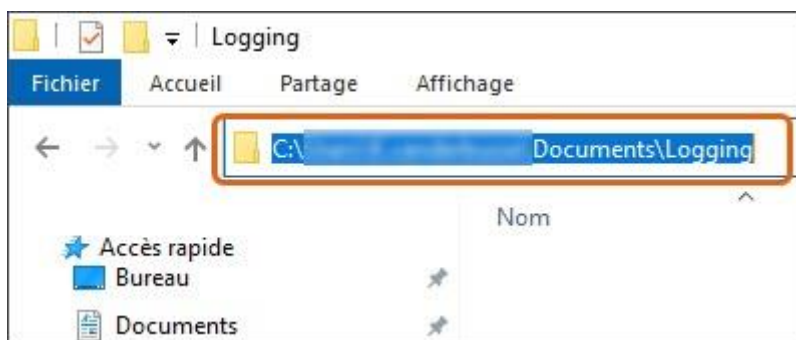 Logging
Fichier Accueil Partage Affichage
C:\ Documents\Logging
Nom
Accès rapide
Bureau
Documents